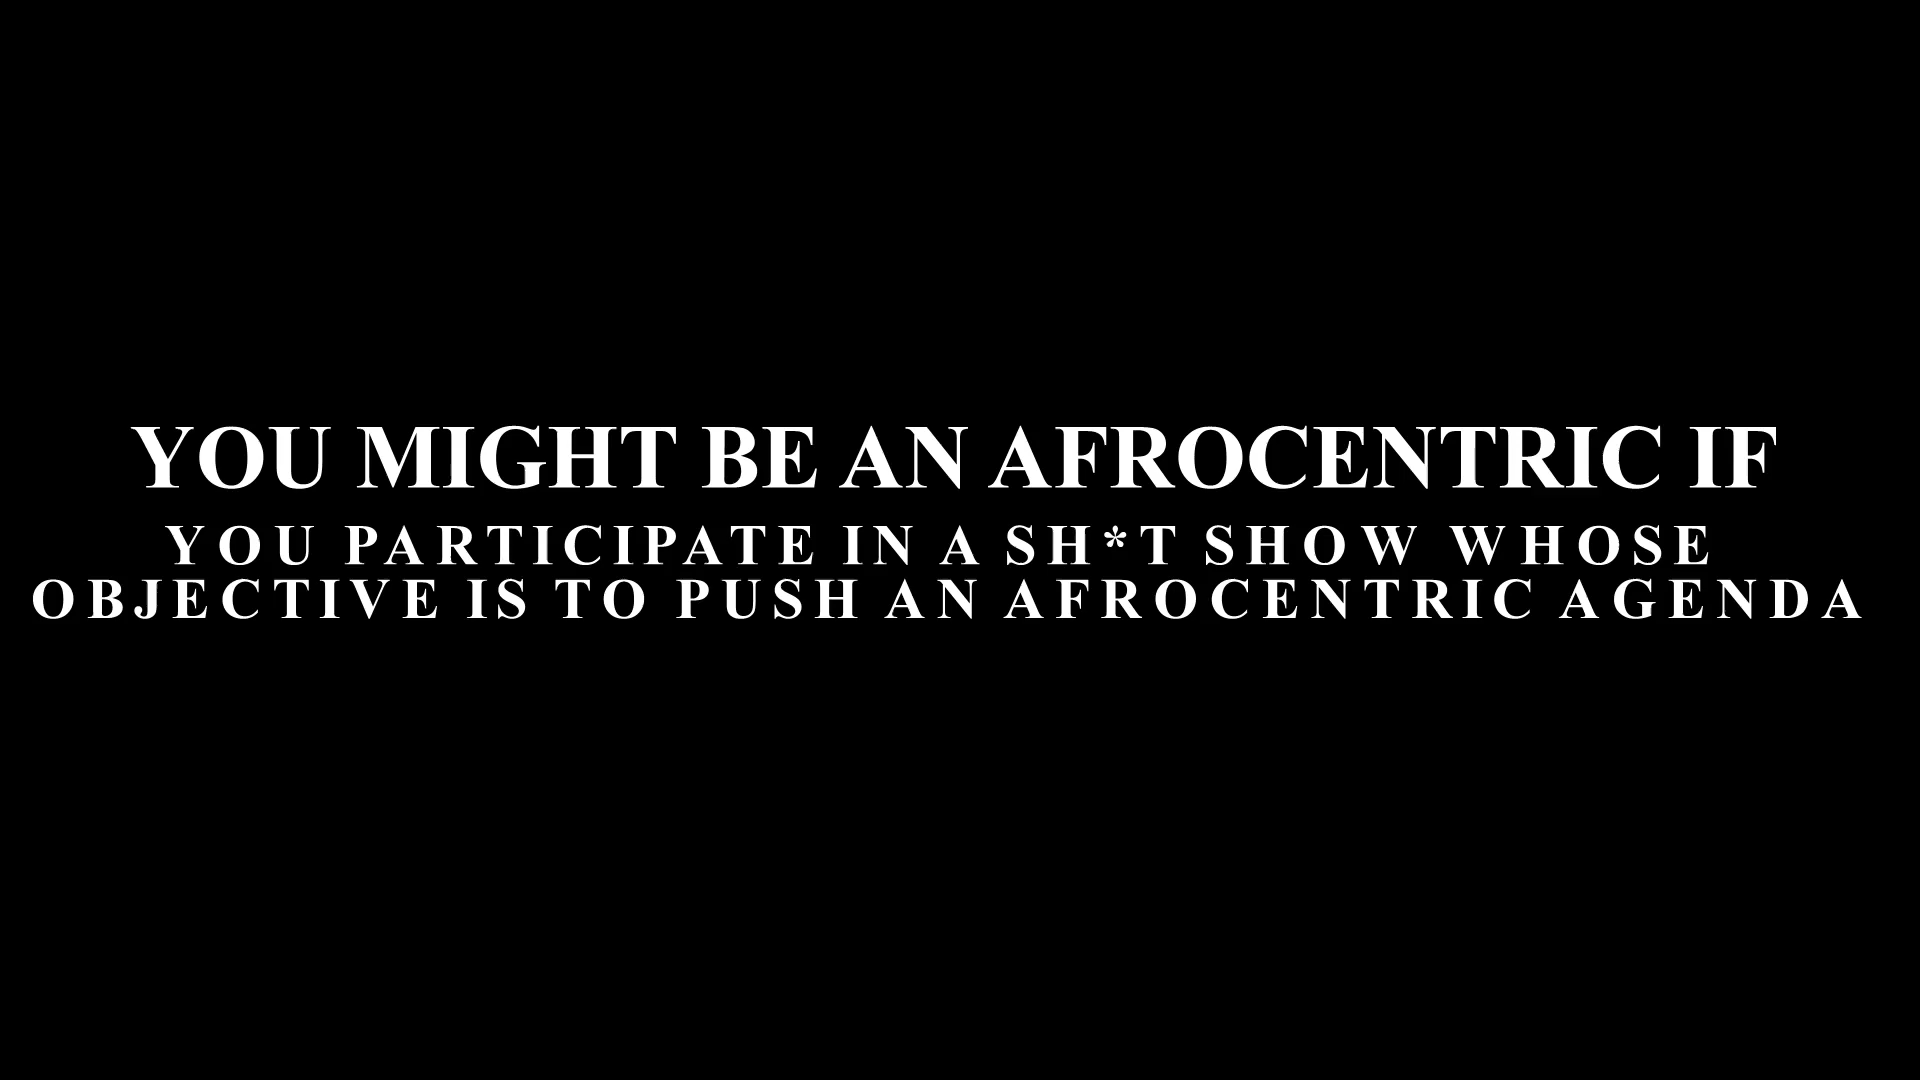 YOU MIGHT BE AN AFROCENTRIC IF
YOU PARTICIPATE IN A SH*T SHOW WHOSE
OBJECTIVE IS TO PUSH AN AFROCENTRIC AGENDA